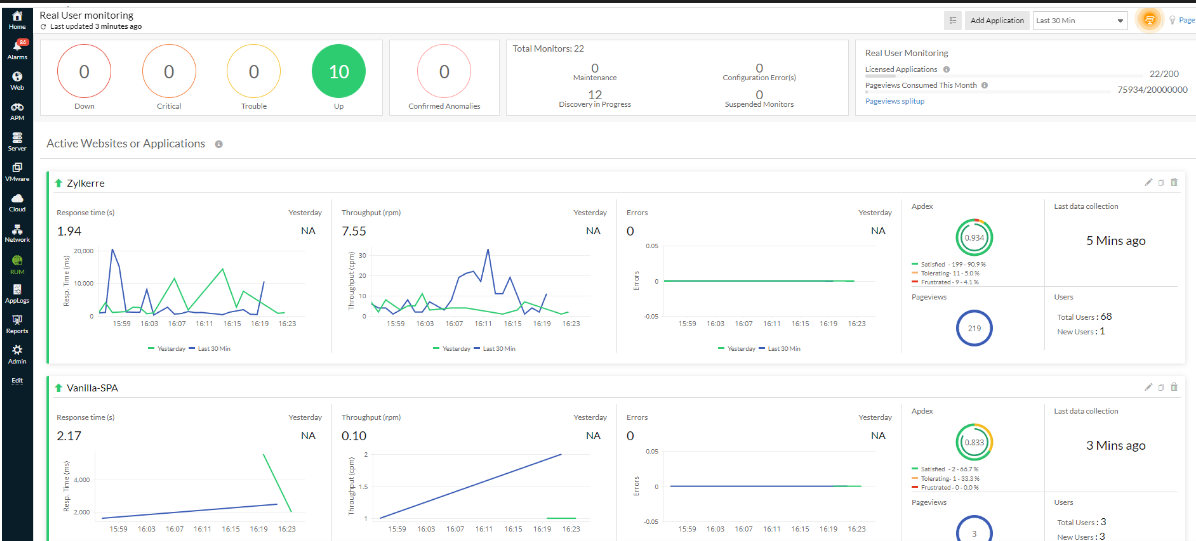 Real User monitoring
Last updated 3 minutes ago
Add Application
Last 30 Min
Page
Home
86
Alarms
Web
APM
Server
VMware
Cloud
Network
RUM
AppLogs
Reports
Admin
Edit
0
Down
0
Critical
0
Trouble
10
Up
0
Confirmed Anomalies
Total Monitors: 22
0
Maintenance
0
Configuration Error(s)
12
Discovery in Progress
0
Suspended Monitors
Real User Monitoring
Licensed Applications
22/200
Pageviews Consumed This Month
75934/20000000
Pageviews splitup
Active Websites or Applications
Zylkerre
Response time (s) Yesterday
1.94 NA
20,000
10,000
0
Resp. Time (ms)
15:59 16:03 16:07 16:11 16:15 16:19 16:23
Yesterday Last 30 Min
Throughput (rpm) Yesterday
7.55 NA
30
20
10
0
Throughput (cpm)
15:59 16:03 16:07 16:11 16:15 16:19 16:23
Yesterday Last 30 Min
Errors Yesterday
0 NA
0.05
0
-0.05
Errors
15:59 16:03 16:07 16:11 16:15 16:19 16:23
Yesterday Last 30 Min
Apdex
0.934
Satisfied - 199 - 90.9 %
Tolerating- 11 - 5.0 %
Frustrated - 9 - 4.1 %
Last data collection
5 Mins ago
Pageviews
219
Users
Total Users : 68
New Users : 1
Vanilla-SPA
Response time (s) Yesterday
2.17 NA
4,000
2,000
Resp. Time (ms)
15:59 16:03 16:07 16:11 16:15 16:19 16:23
Throughput (rpm) Yesterday
0.10 NA
2
1.5
1
Throughput (cpm)
15:59 16:03 16:07 16:11 16:15 16:19 16:23
Errors Yesterday
0 NA
0.05
0
-0.05
Errors
15:59 16:03 16:07 16:11 16:15 16:19 16:23
Apdex
0.833
Satisfied - 2 - 66.7 %
Tolerating- 1 - 33.3 %
Frustrated - 0 - 0.0 %
Last data collection
3 Mins ago
Pageviews
3
Users
Total Users : 3
New Users : 3